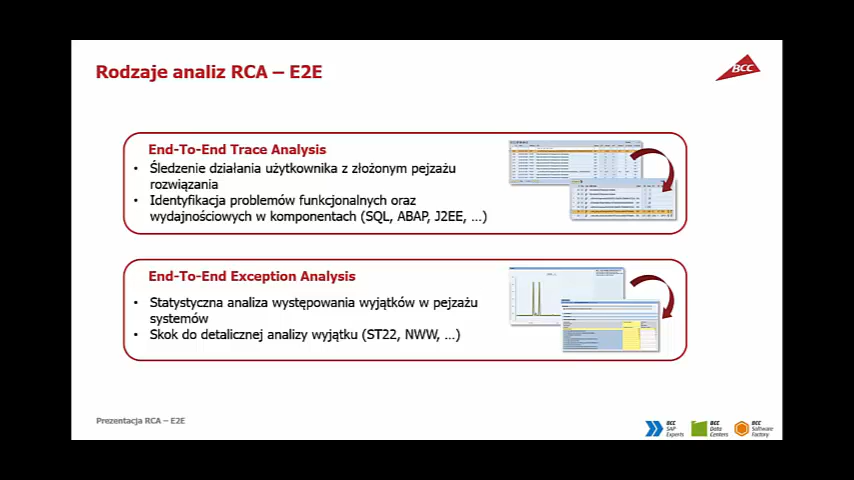 Rodzaje analiz RCA – E2E
BCC
End-To-End Trace Analysis
• Śledzenie działania użytkownika z złożonym pejzażu
rozwiązania
• Identyfikacja problemów funkcjonalnych oraz
wydajnościowych w komponentach (SQL, ABAP, J2EE, ...)
End-To-End Exception Analysis
• Statystyczna analiza występowania wyjątków w pejzażu
systemów
• Skok do detalicznej analizy wyjątku (ST22, NWW, ...)
Prezentacja RCA – E2E
BCC
SAP
Experts
BCC
Data
Centers
BCC
Software
Factory